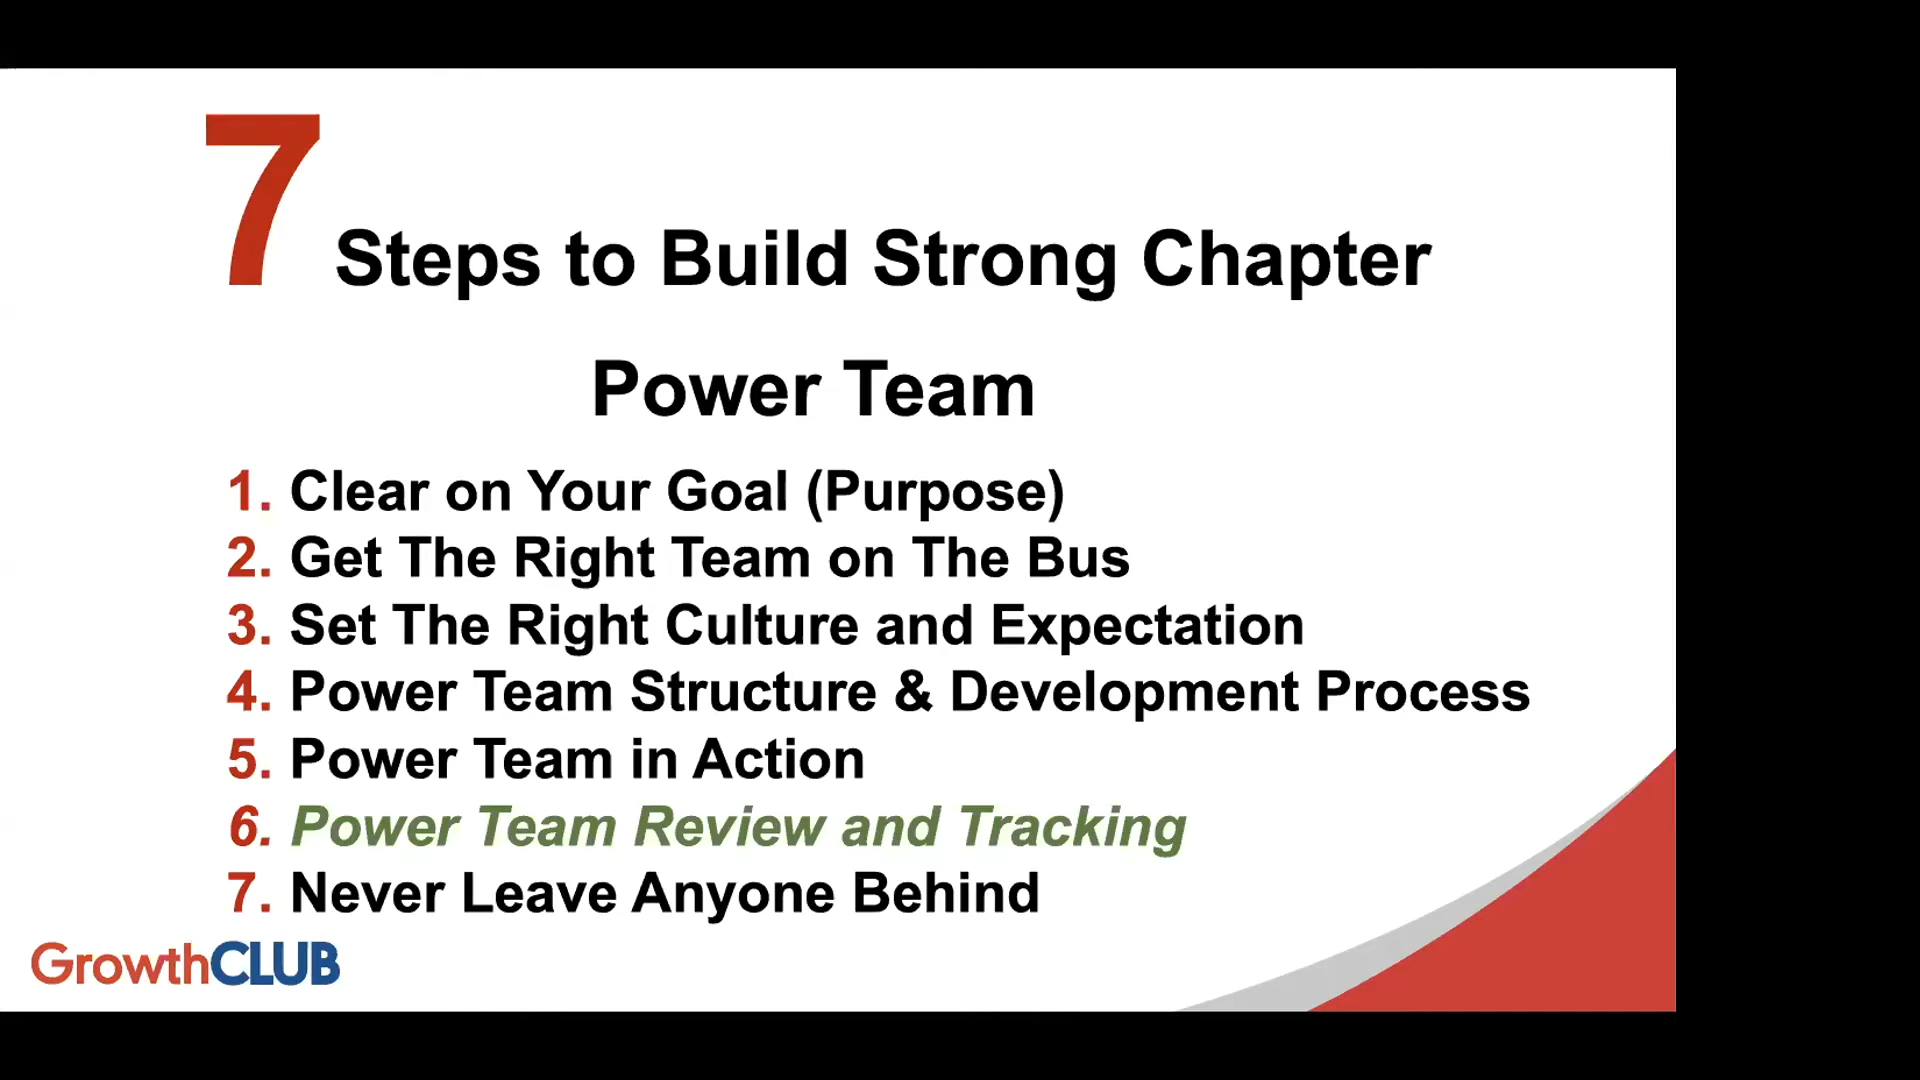 7 Steps to Build Strong Chapter
Power Team
1. Clear on Your Goal (Purpose)
2. Get The Right Team on The Bus
3. Set The Right Culture and Expectation
4. Power Team Structure & Development Process
5. Power Team in Action
6. Power Team Review and Tracking
7. Never Leave Anyone Behind
GrowthCLUB